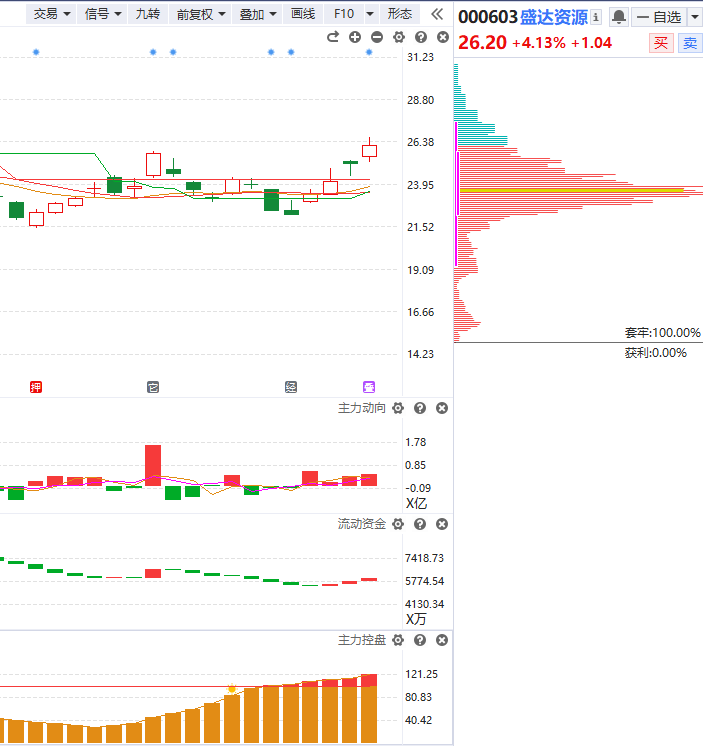 交易 信号 九转 前复权 叠加 画线 F10 形态
000603 盛达资源 自选
26.20 +4.13% +1.04 买 卖
31.23
28.80
26.38
23.95
21.52
19.09
16.66
14.23
套牢:100.00%
获利:0.00%
押 它 经
主力动向
1.78
0.85
-0.09
X亿
流动资金
7418.73
5774.54
4130.34
X万
主力控盘
121.25
80.83
40.42